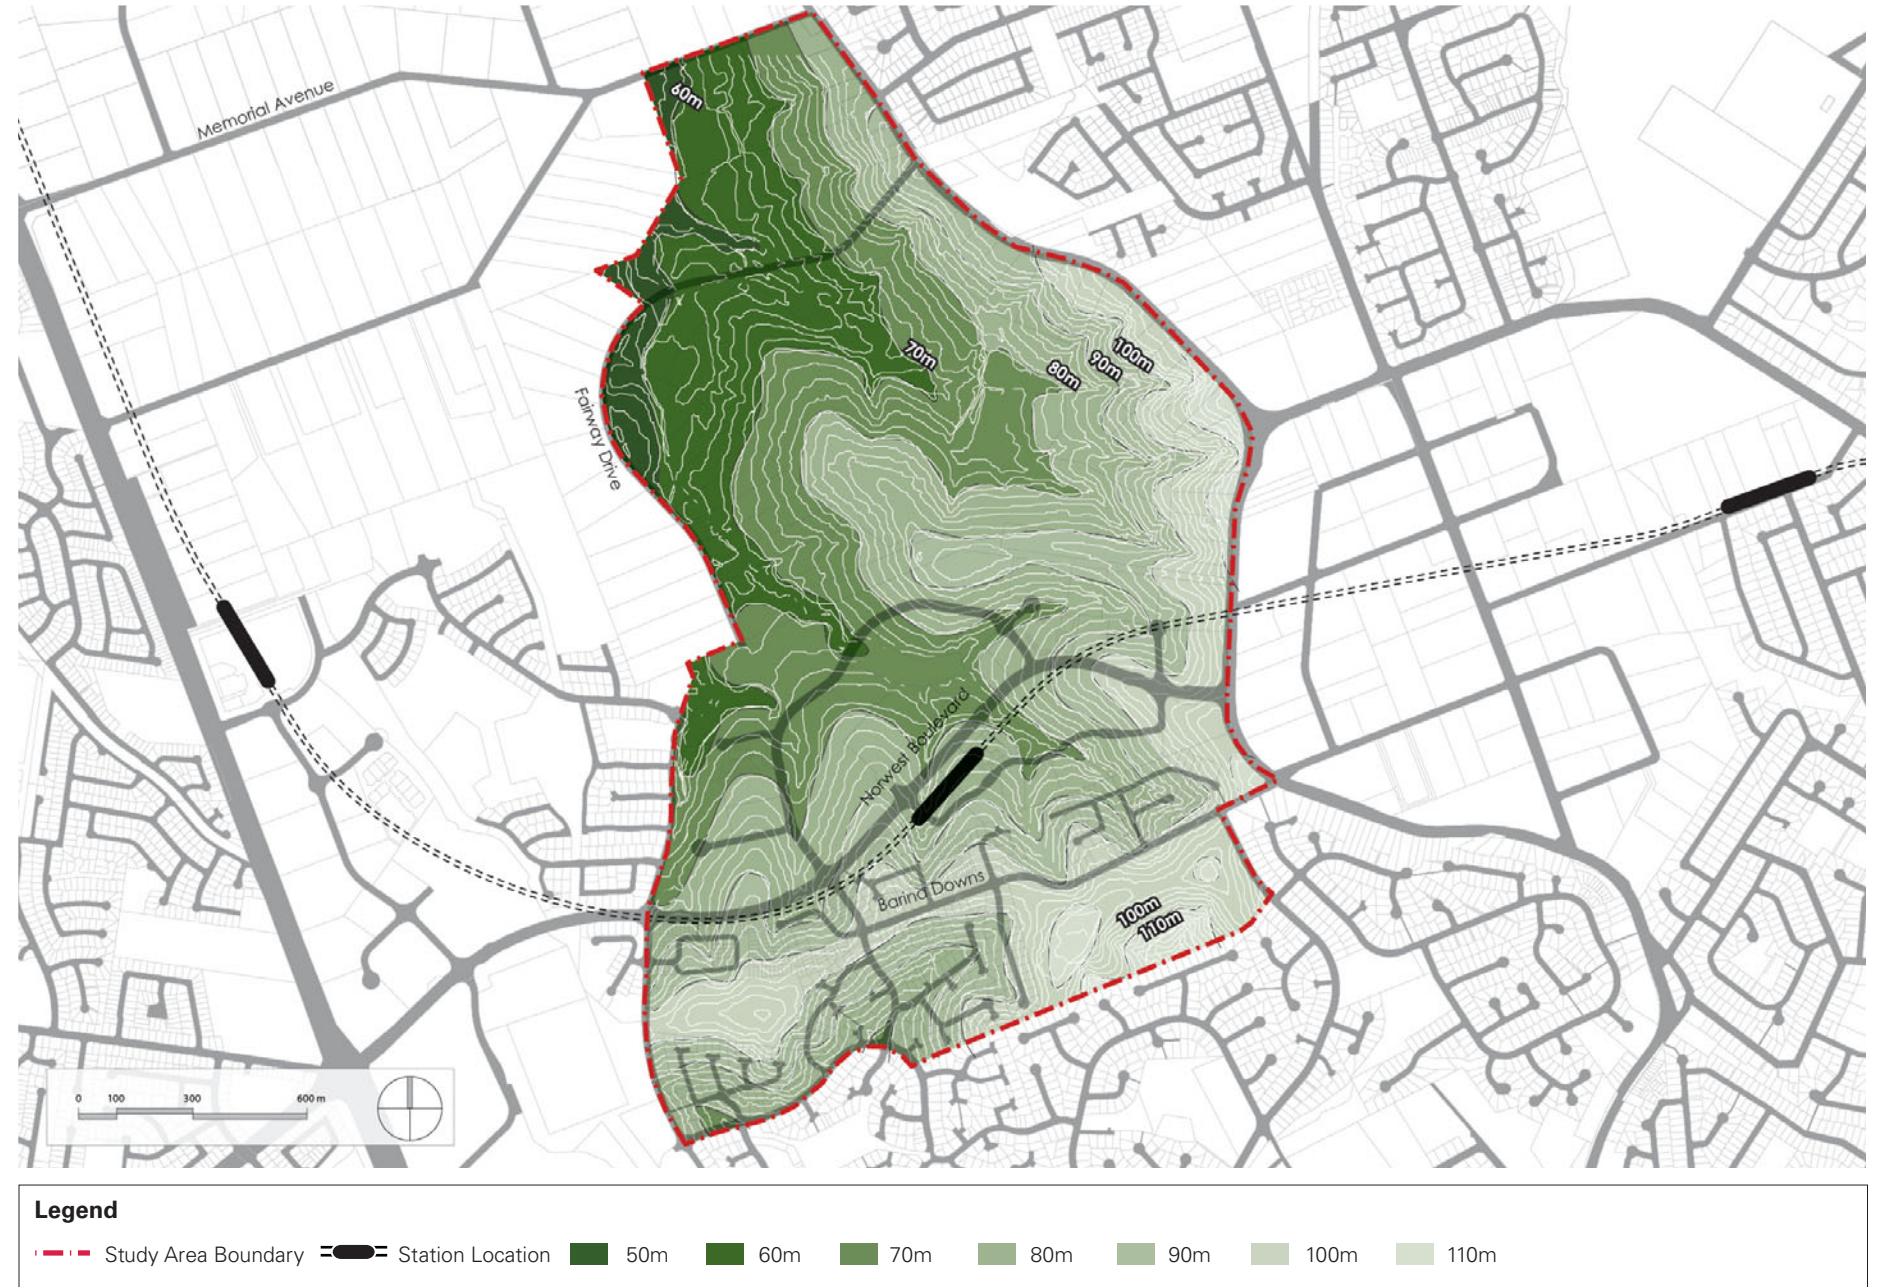 Memorial Avenue
60m
70m
80m
90m
100m
Fairway Drive
Norwest Boulevard
Barina Downs
100m
110m
0 100 300 600 m
Legend
Study Area Boundary Station Location 50m 60m 70m 80m 90m 100m 110m